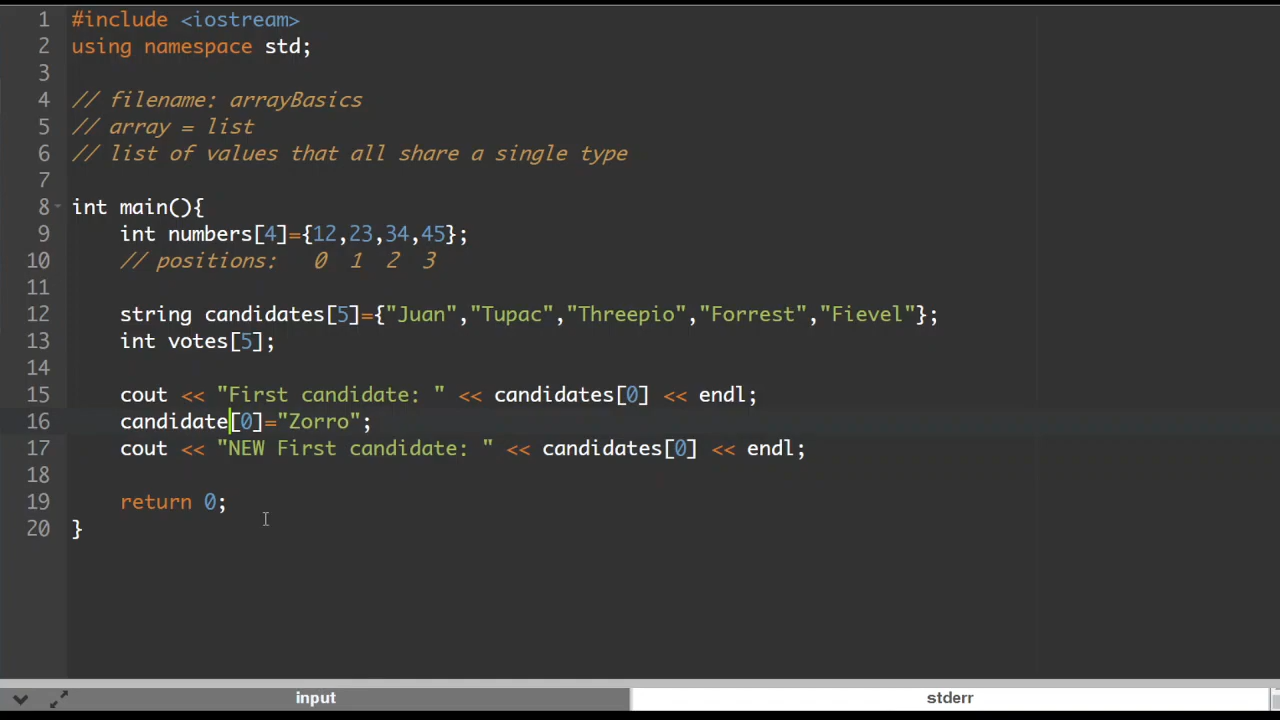 1 #include <iostream>
2 using namespace std;
3
4 // filename: arrayBasics
5 // array = list
6 // list of values that all share a single type
7
8 int main(){
9 int numbers[4]={12,23,34,45};
10 // positions: 0 1 2 3
11
12 string candidates[5]={"Juan","Tupac","Threepio","Forrest","Fievel"};
13 int votes[5];
14
15 cout << "First candidate: " << candidates[0] << endl;
16 candidate[0]="Zorro";
17 cout << "NEW First candidate: " << candidates[0] << endl;
18
19 return 0;
20 }
input stderr